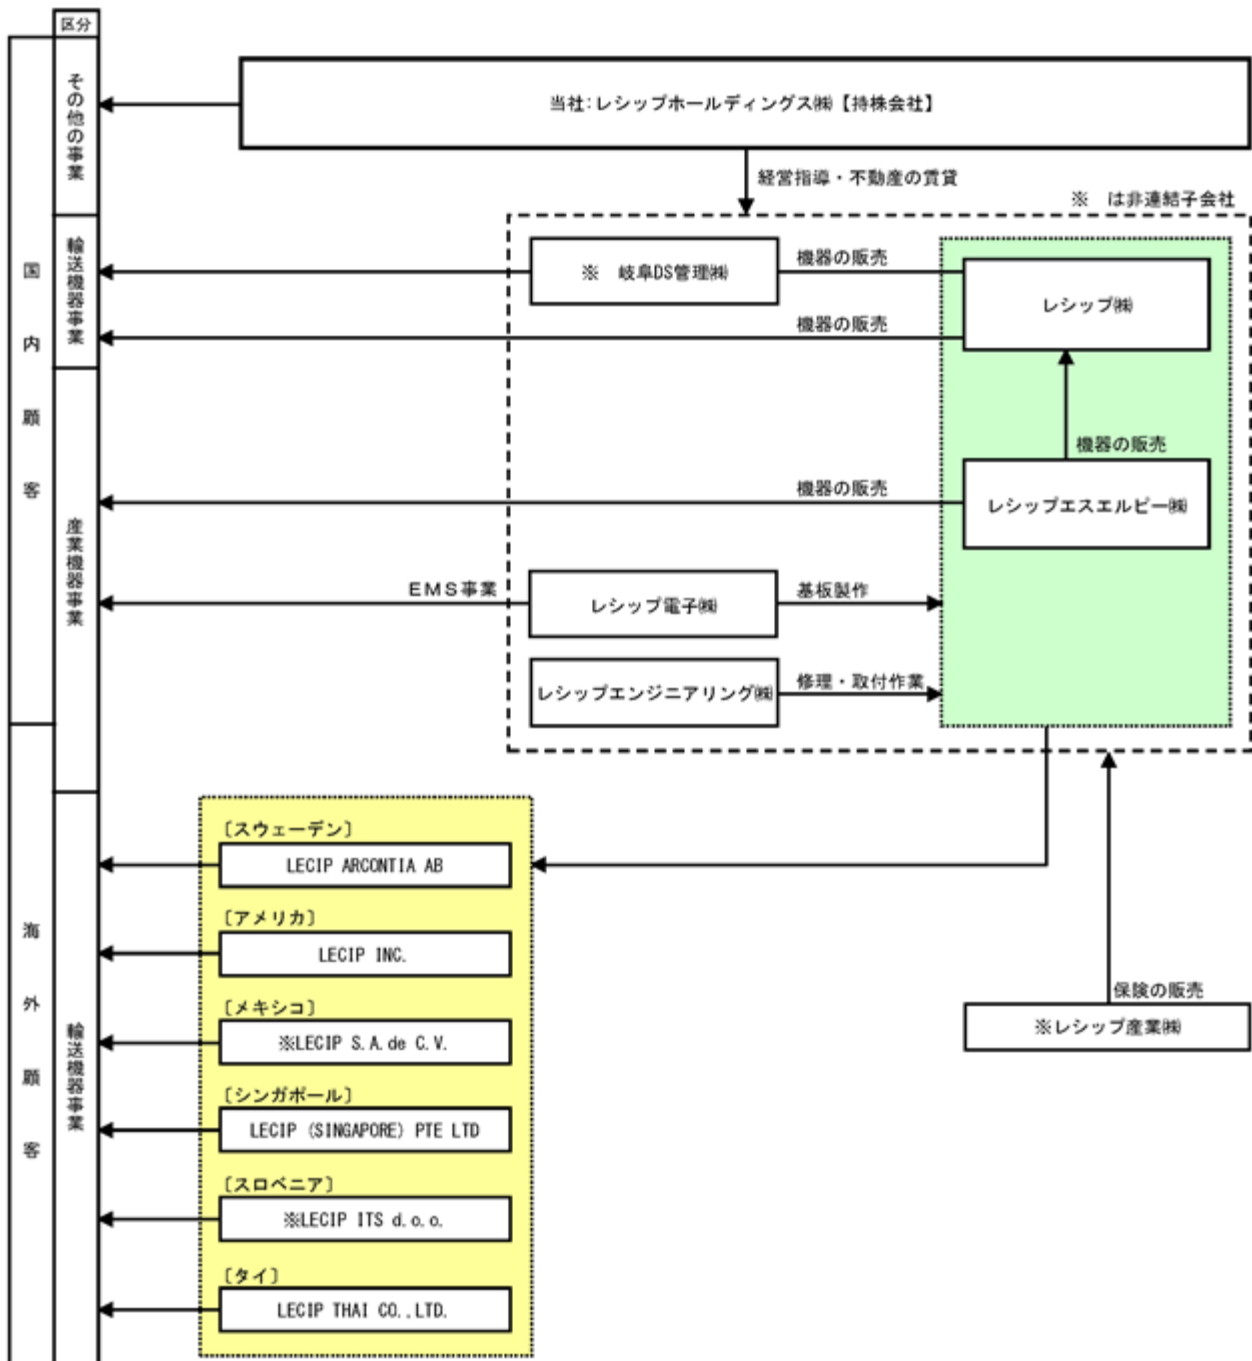 区分
その他の事業
当社:レシップホールディングス㈱【持株会社】
経営指導・不動産の賃貸
※　は非連結子会社
国内顧客
輸送機器事業
※　岐阜DS管理㈱
機器の販売
レシップ㈱
機器の販売
機器の販売
産業機器事業
機器の販売
レシップエスエルピー㈱
EMS事業
レシップ電子㈱
基板製作
レシップエンジニアリング㈱
修理・取付作業
海外顧客
輸送機器事業
〔スウェーデン〕
LECIP ARCONTIA AB
〔アメリカ〕
LECIP INC.
〔メキシコ〕
※LECIP S.A.de C.V.
〔シンガポール〕
LECIP (SINGAPORE) PTE LTD
〔スロベニア〕
※LECIP ITS d.o.o.
〔タイ〕
LECIP THAI CO.,LTD.
保険の販売
※レシップ産業㈱